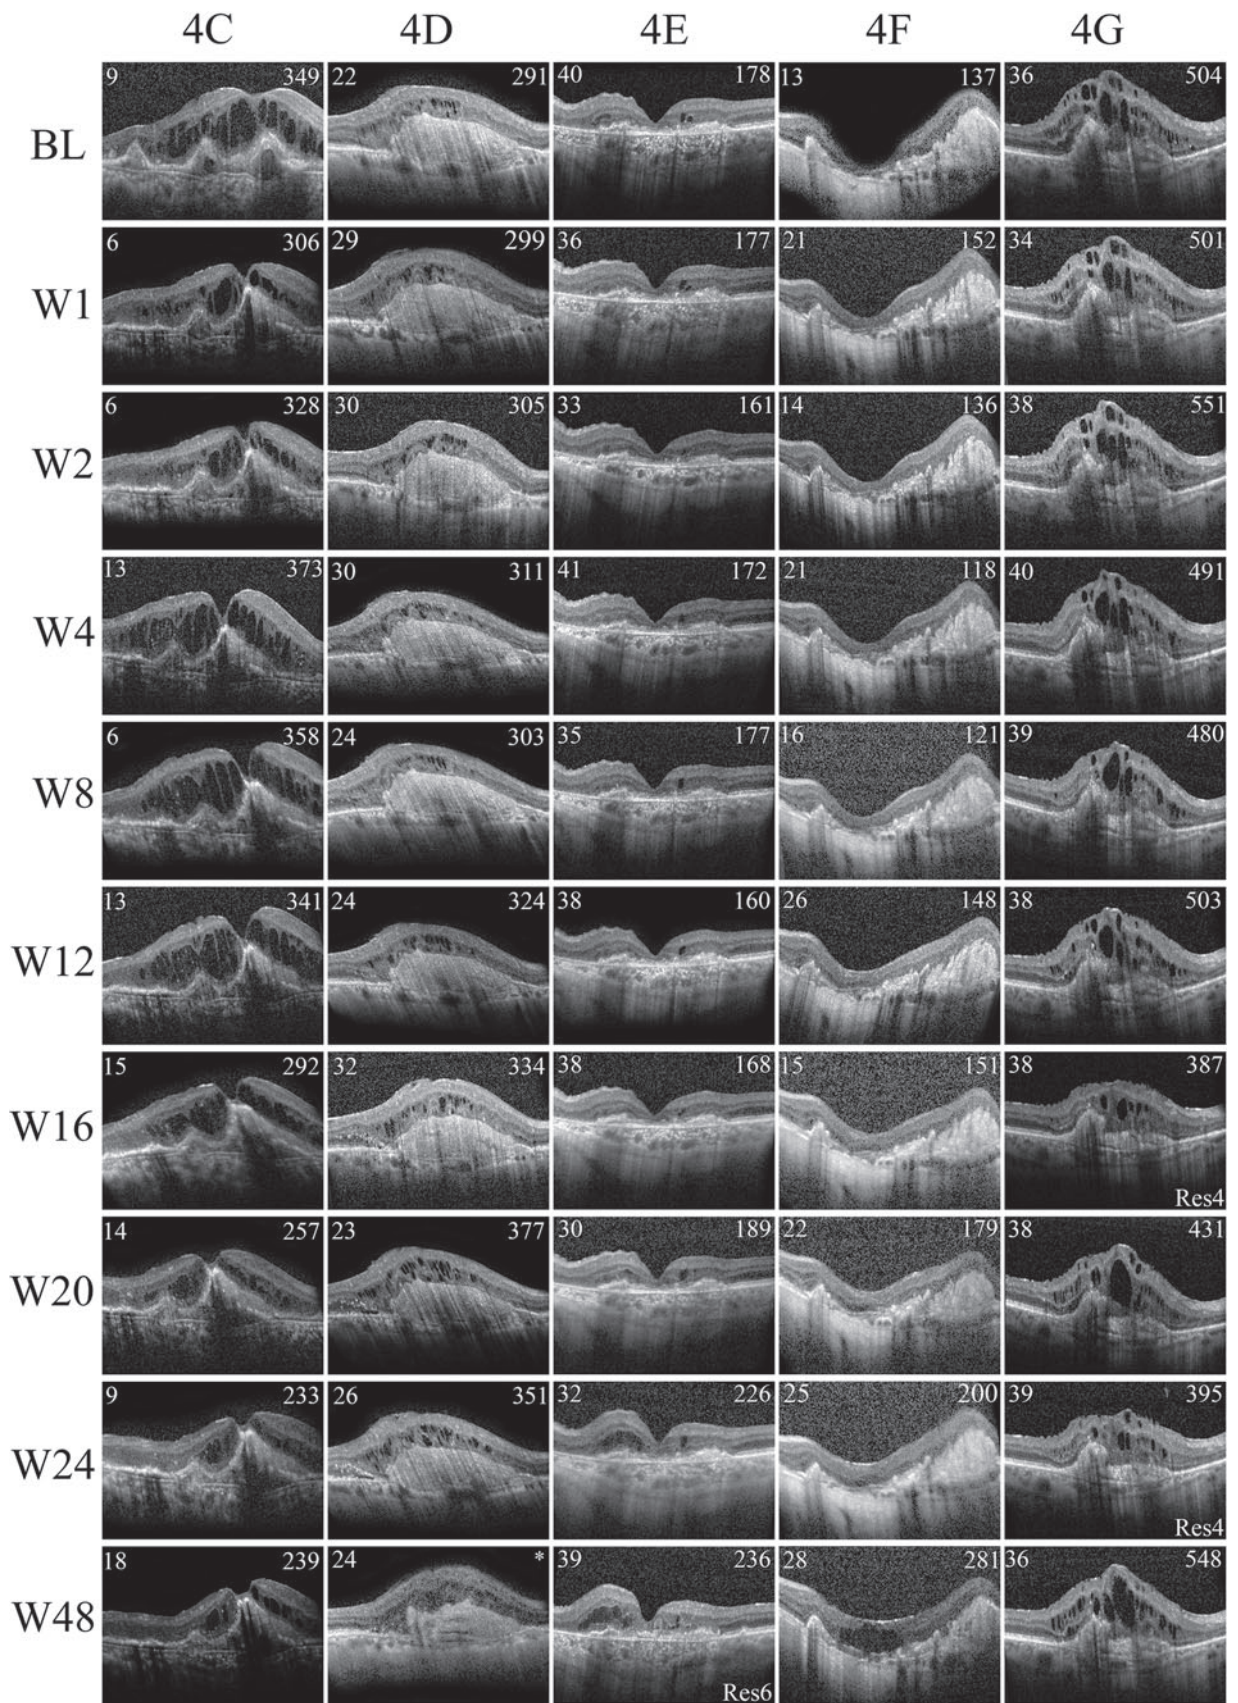 4C 4D 4E 4F 4G
BL 9 349 22 291 40 178 13 137 36 504
W1 6 306 29 299 36 177 21 152 34 501
W2 6 328 30 305 33 161 14 136 38 551
W4 13 373 30 311 41 172 21 118 40 491
W8 6 358 24 303 35 177 16 121 39 480
W12 13 341 24 324 38 160 26 148 38 503
W16 15 292 32 334 38 168 15 151 38 387
Res4
W20 14 257 23 377 30 189 22 179 38 431
W24 9 233 26 351 32 226 25 200 39 395
Res4
W48 18 239 24 * 39 236 28 281 36 548
Res6